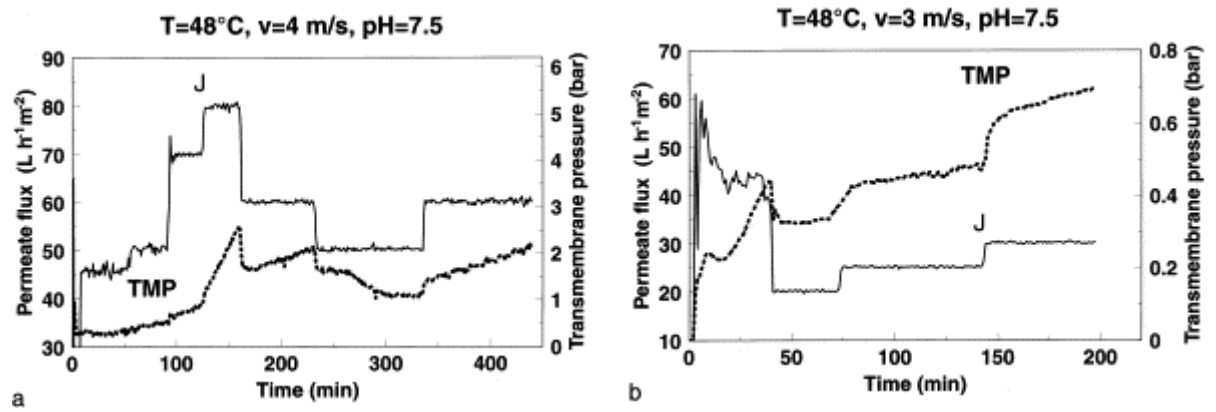 T=48°C, v=4 m/s, pH=7.5
Permeate flux (L h⁻¹m⁻²)
90
80
70
60
50
40
30
J
TMP
6
5
4
3
2
1
0
Transmembrane pressure (bar)
0
100
200
300
400
Time (min)
a
T=48°C, v=3 m/s, pH=7.5
Permeate flux (L h⁻¹m⁻²)
70
60
50
40
30
20
10
TMP
J
0.8
0.6
0.4
0.2
0
Transmembrane pressure (bar)
0
50
100
150
200
Time (min)
b